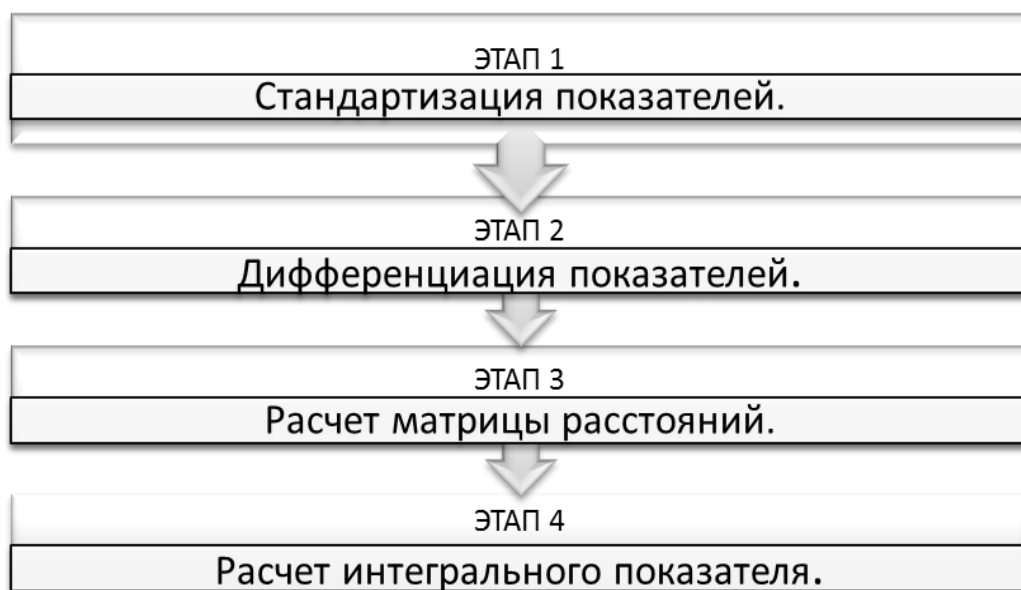 ЭТАП 1
Стандартизация показателей.
ЭТАП 2
Дифференциация показателей.
ЭТАП 3
Расчет матрицы расстояний.
ЭТАП 4
Расчет интегрального показателя.